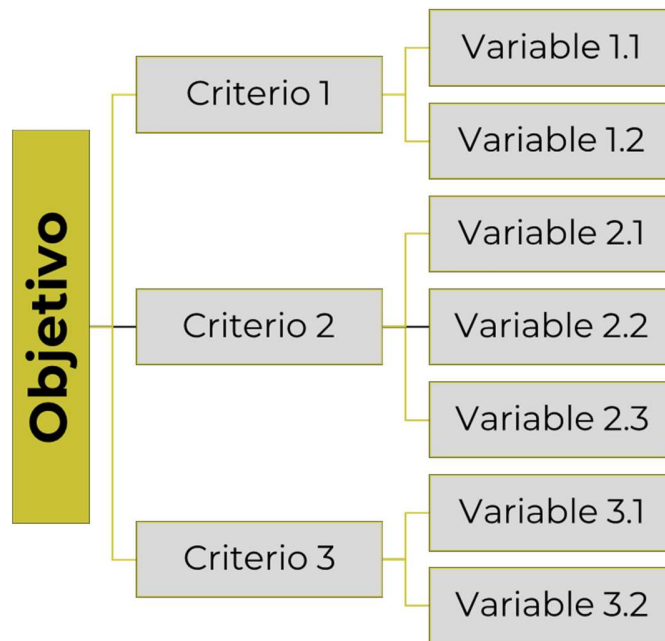 Objetivo
Criterio 1
Variable 1.1
Variable 1.2
Criterio 2
Variable 2.1
Variable 2.2
Variable 2.3
Criterio 3
Variable 3.1
Variable 3.2